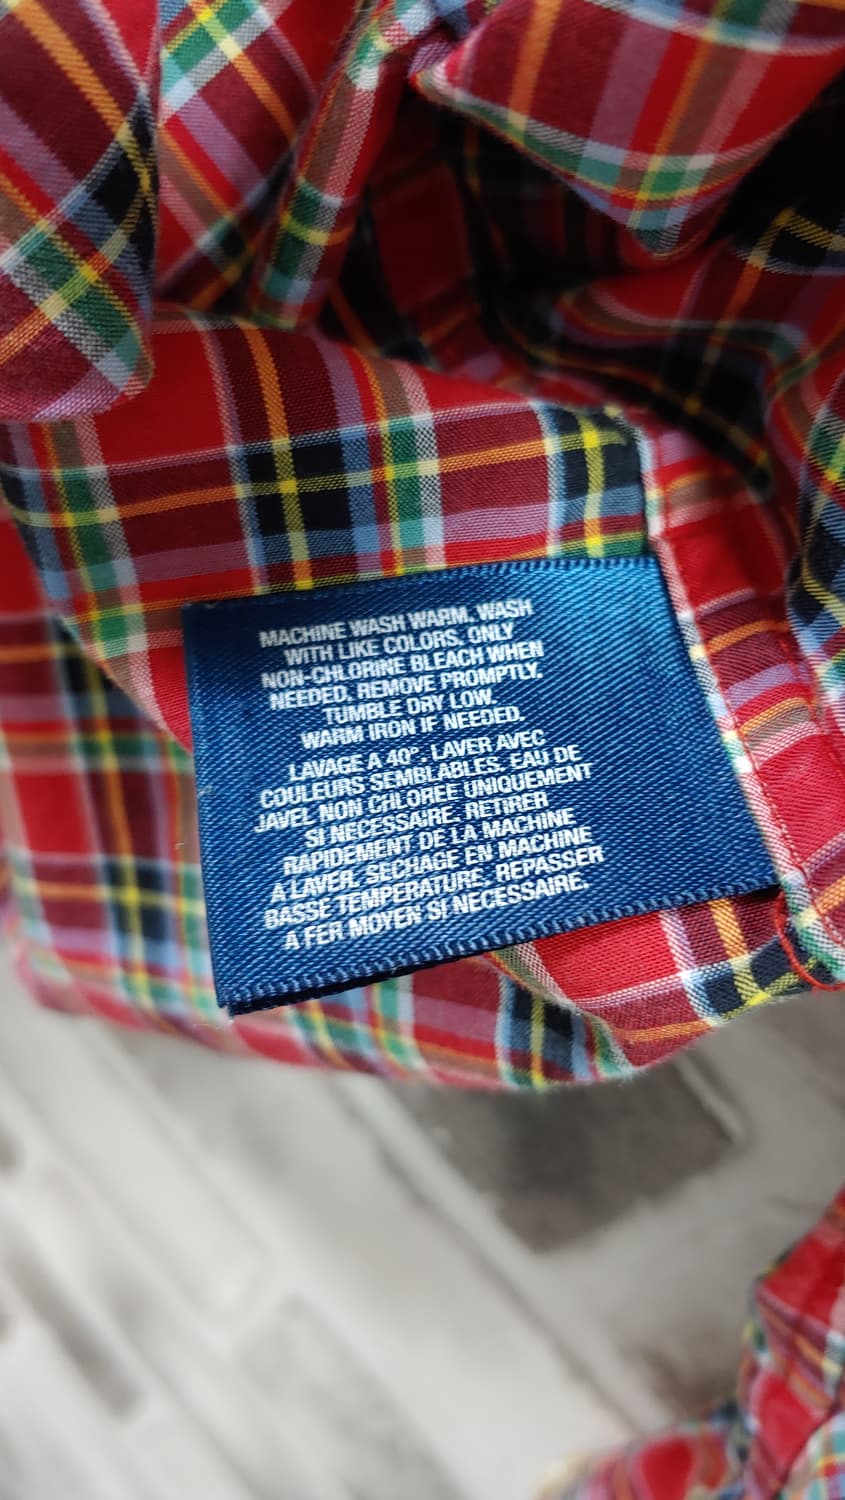 MACHINE WASH WARM. WASH
WITH LIKE COLORS. ONLY
NON-CHLORINE BLEACH WHEN
NEEDED. REMOVE PROMPTLY.
TUMBLE DRY LOW.
WARM IRON IF NEEDED.
LAVAGE A 40°. LAVER AVEC
COULEURS SEMBLABLES. EAU DE
JAVEL NON CHLOREE UNIQUEMENT
SI NECESSAIRE. RETIRER
RAPIDEMENT DE LA MACHINE
A LAVER. SECHAGE EN MACHINE
BASSE TEMPERATURE. REPASSER
A FER MOYEN SI NECESSAIRE.